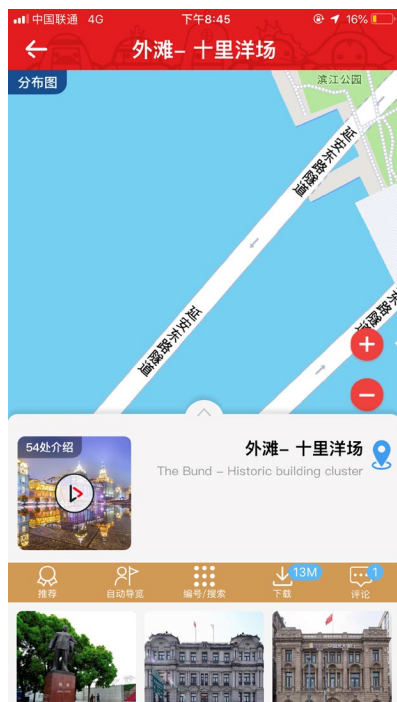 中国联通 4G 下午8:45 16%
外滩– 十里洋场
分布图
滨江公园
延安东路隧道
延安东路隧道
东路隧道
54处介绍
外滩– 十里洋场
The Bund – Historic building cluster
推荐
自动导览
编号/搜索
13M
下载
1
评论